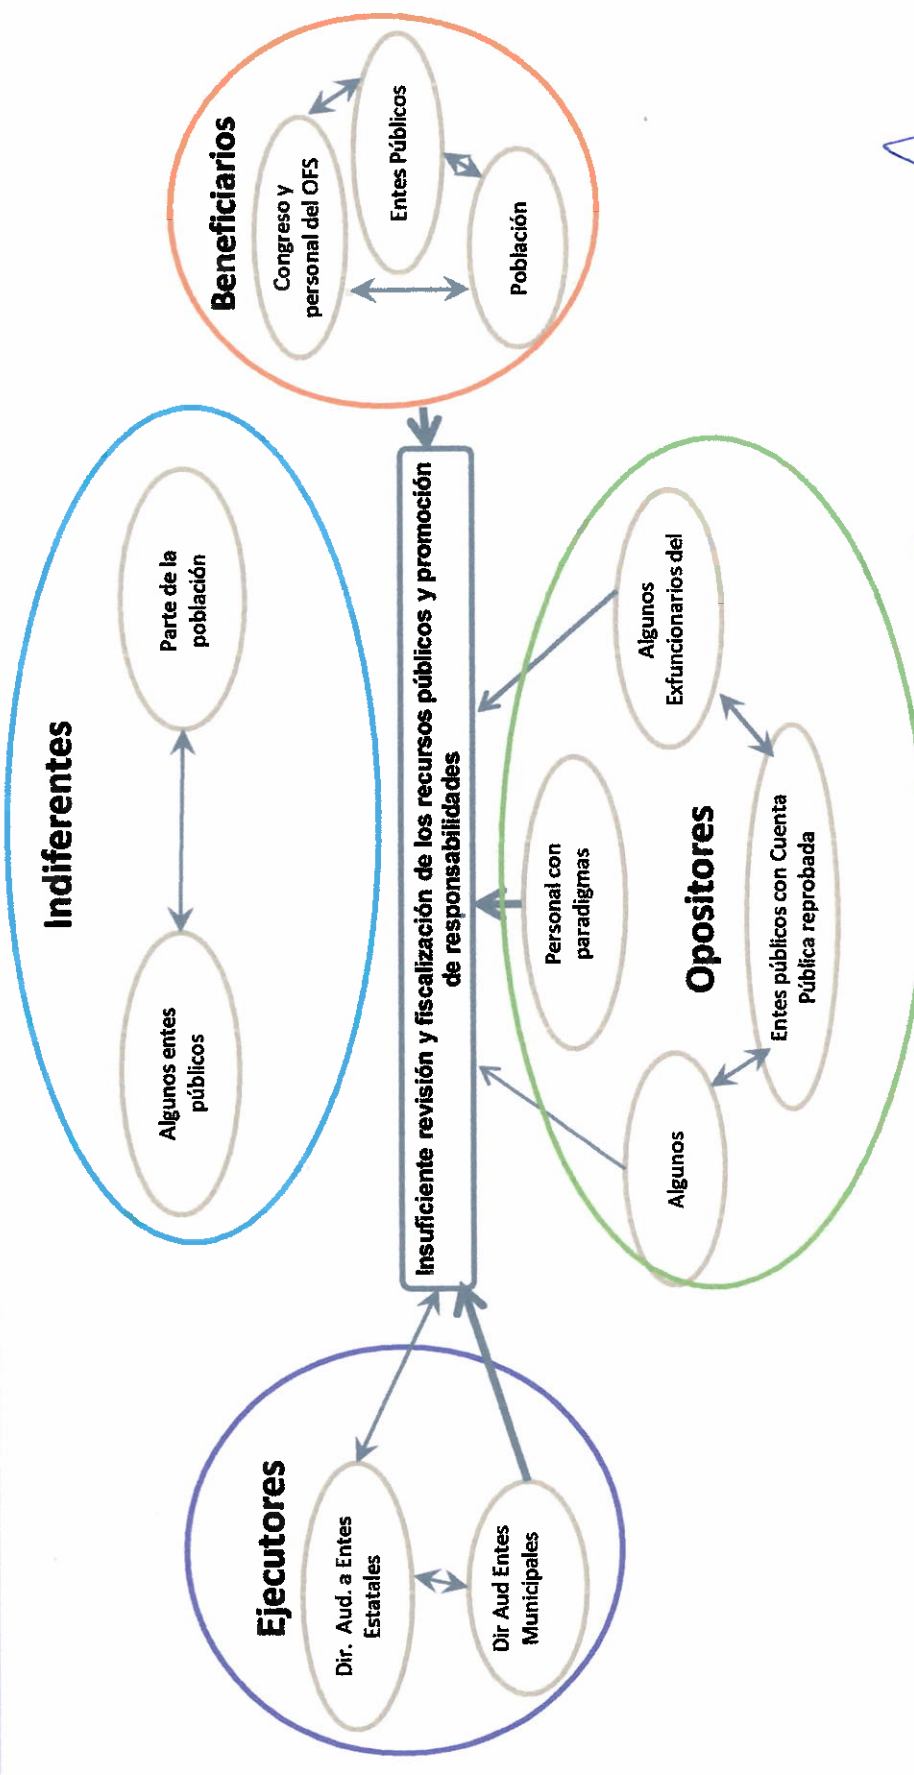 Indiferentes
Algunos entes
públicos
Parte de la
población
Ejecutores
Dir. Aud. a Entes
Estatales
Dir Aud Entes
Municipales
Insuficiente revisión y fiscalización de los recursos públicos y promoción
de responsabilidades
Beneficiarios
Congreso y
personal del OFS
Entes Públicos
Población
Personal con
paradigmas
Algunos
Exfuncionarios del
Opositores
Algunos
Entes públicos con Cuenta
Pública reprobada